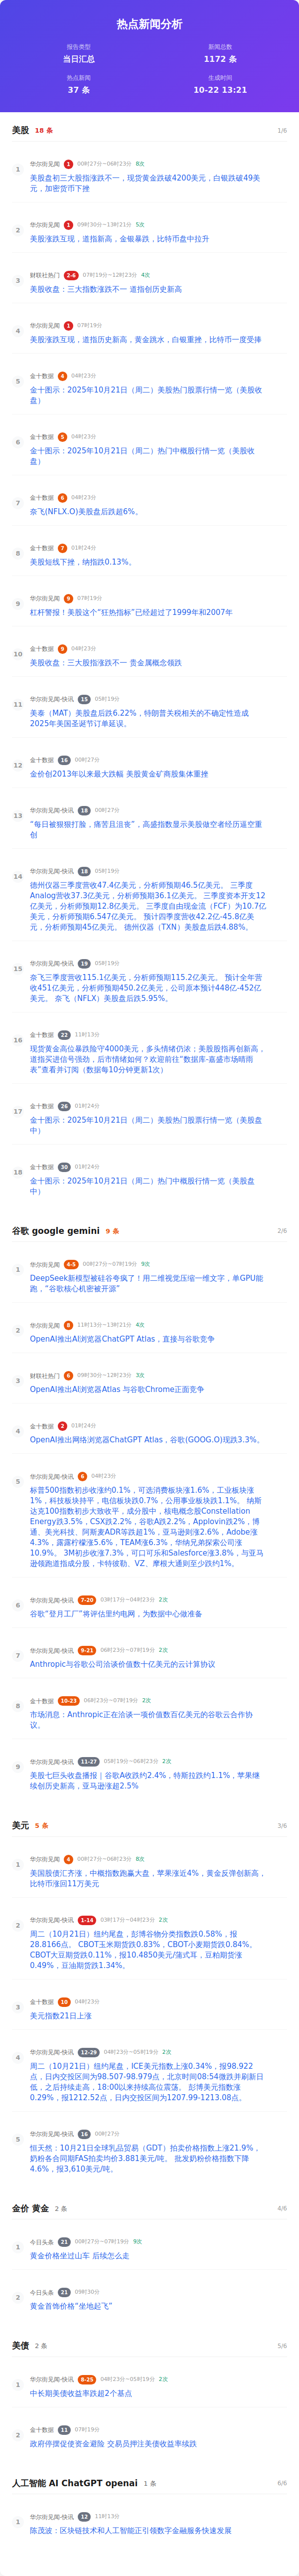 热点新闻分析
报告类型
新闻总数
当日汇总
1172 条
热点新闻
生成时间
37 条
10-22 13:21
美股 18 条 1/6
1
华尔街见闻 1 00时27分~06时23分 8次
美股盘初三大股指涨跌不一，现货黄金跌破4200美元，白银跌破49美
元，加密货币下挫
2
华尔街见闻 1 09时30分~13时21分 5次
美股涨跌互现，道指新高，金银暴跌，比特币盘中拉升
3
财联社热门 2-6 07时19分~12时23分 4次
美股收盘：三大指数涨跌不一 道指创历史新高
4
华尔街见闻 1 07时19分
美股涨跌互现，道指历史新高，黄金跳水，白银重挫，比特币一度受捧
5
金十数据 4 04时23分
金十图示：2025年10月21日（周二）美股热门股票行情一览（美股收
盘）
6
金十数据 5 04时23分
金十图示：2025年10月21日（周二）热门中概股行情一览（美股收
盘）
7
金十数据 6 04时23分
奈飞(NFLX.O)美股盘后跌超6%。
8
金十数据 7 01时24分
美股短线下挫，纳指跌0.13%。
9
华尔街见闻 9 07时19分
杠杆警报！美股这个“狂热指标”已经超过了1999年和2007年
10
金十数据 9 04时23分
美股收盘：三大股指涨跌不一 贵金属概念领跌
11
华尔街见闻-快讯 15 05时19分
美泰（MAT）美股盘后跌6.22%，特朗普关税相关的不确定性造成
2025年美国圣诞节订单延误。
12
金十数据 16 00时27分
金价创2013年以来最大跌幅 美股黄金矿商股集体重挫
13
华尔街见闻-快讯 18 00时27分
“每日被狠狠打脸，痛苦且沮丧”，高盛指数显示美股做空者经历逼空重
创
14
华尔街见闻-快讯 18 05时19分
德州仪器三季度营收47.4亿美元，分析师预期46.5亿美元。 三季度
Analog营收37.3亿美元，分析师预期36.1亿美元。 三季度资本开支12
亿美元，分析师预期12.8亿美元。 三季度自由现金流（FCF）为10.7亿
美元，分析师预期6.547亿美元。 预计四季度营收42.2亿-45.8亿美
元，分析师预期45亿美元。 德州仪器（TXN）美股盘后跌4.88%。
15
华尔街见闻-快讯 19 05时19分
奈飞三季度营收115.1亿美元，分析师预期115.2亿美元。 预计全年营
收451亿美元，分析师预期450.2亿美元，公司原本预计448亿-452亿
美元。 奈飞（NFLX）美股盘后跌5.95%。
16
金十数据 22 11时13分
现货黄金高位暴跌险守4000美元，多头情绪仍浓；美股股指再创新高，
道指买进信号强劲，后市情绪如何？欢迎前往“数据库-嘉盛市场晴雨
表”查看并订阅（数据每10分钟更新1次）
17
金十数据 26 01时24分
金十图示：2025年10月21日（周二）美股热门股票行情一览（美股盘
中）
18
金十数据 30 01时24分
金十图示：2025年10月21日（周二）热门中概股行情一览（美股盘
中）
谷歌 google gemini 9 条 2/6
1
华尔街见闻 4-5 00时27分~07时19分 9次
DeepSeek新模型被硅谷夸疯了！用二维视觉压缩一维文字，单GPU能
跑，“谷歌核心机密被开源”
2
华尔街见闻 8 11时13分~13时21分 4次
OpenAI推出AI浏览器ChatGPT Atlas，直接与谷歌竞争
3
财联社热门 6 09时30分~12时23分 3次
OpenAI推出AI浏览器Atlas 与谷歌Chrome正面竞争
4
金十数据 2 01时24分
OpenAI推出网络浏览器ChatGPT Atlas，谷歌(GOOG.O)现跌3.3%。
5
华尔街见闻-快讯 6 04时23分
标普500指数初步收涨约0.1%，可选消费板块涨1.6%，工业板块涨
1%，科技板块持平，电信板块跌0.7%，公用事业板块跌1.1%。 纳斯
达克100指数初步大致收平，成分股中，核电概念股Constellation
Energy跌3.5%，CSX跌2.2%，谷歌A跌2.2%，Applovin跌2%，博
通、美光科技、阿斯麦ADR等跌超1%，亚马逊则涨2.6%，Adobe涨
4.3%，露露柠檬涨5.6%，TEAM涨6.3%，华纳兄弟探索公司涨
10.9%。 3M初步收涨7.3%，可口可乐和Salesforce涨3.8%，与亚马
逊领跑道指成分股，卡特彼勒、VZ、摩根大通则至少跌约1%。
6
华尔街见闻-快讯 7-20 03时17分~04时23分 2次
谷歌“登月工厂”将评估里约电网，为数据中心做准备
7
华尔街见闻-快讯 9-21 06时23分~07时19分 2次
Anthropic与谷歌公司洽谈价值数十亿美元的云计算协议
8
金十数据 10-23 06时23分~07时19分 2次
市场消息：Anthropic正在洽谈一项价值数百亿美元的谷歌云合作协
议。
9
华尔街见闻-快讯 11-27 05时19分~06时23分 2次
美股七巨头收盘播报｜谷歌A收跌约2.4%，特斯拉跌约1.1%，苹果继
续创历史新高，亚马逊涨超2.5%
美元 5 条 3/6
1
华尔街见闻 4 00时27分~06时23分 8次
美国股债汇齐涨，中概指数跑赢大盘，苹果涨近4%，黄金反弹创新高，
比特币涨回11万美元
2
华尔街见闻-快讯 1-14 03时17分~04时23分 2次
周二（10月21日）纽约尾盘，彭博谷物分类指数跌0.58%，报
28.8166点。 CBOT玉米期货跌0.83%，CBOT小麦期货跌0.84%。
CBOT大豆期货跌0.11%，报10.4850美元/蒲式耳，豆粕期货涨
0.49%，豆油期货跌1.34%。
3
金十数据 10 04时23分
美元指数21日上涨
4
华尔街见闻-快讯 12-29 04时23分~05时19分 2次
周二（10月21日）纽约尾盘，ICE美元指数上涨0.34%，报98.922
点，日内交投区间为98.507-98.979点，北京时间08:54微跌并刷新日
低，之后持续走高，18:00以来持续高位震荡。 彭博美元指数涨
0.29%，报1212.52点，日内交投区间为1207.99-1213.08点。
5
华尔街见闻-快讯 16 00时27分
恒天然：10月21日全球乳品贸易（GDT）拍卖价格指数上涨21.9%，
奶粉各合同期FAS拍卖均价3.881美元/吨。 批发奶粉价格指数下降
4.6%，报3,610美元/吨。
金价 黄金 2 条 4/6
1
今日头条 21 00时27分~07时19分 9次
黄金价格坐过山车 后续怎么走
2
今日头条 21 09时30分
黄金首饰价格“坐地起飞”
美债 2 条 5/6
1
华尔街见闻-快讯 8-25 04时23分~05时19分 2次
中长期美债收益率跌超2个基点
2
金十数据 11 07时19分
政府停摆促使资金避险 交易员押注美债收益率续跌
人工智能 AI ChatGPT openai 1 条 6/6
1
华尔街见闻-快讯 12 11时13分
陈茂波：区块链技术和人工智能正引领数字金融服务快速发展